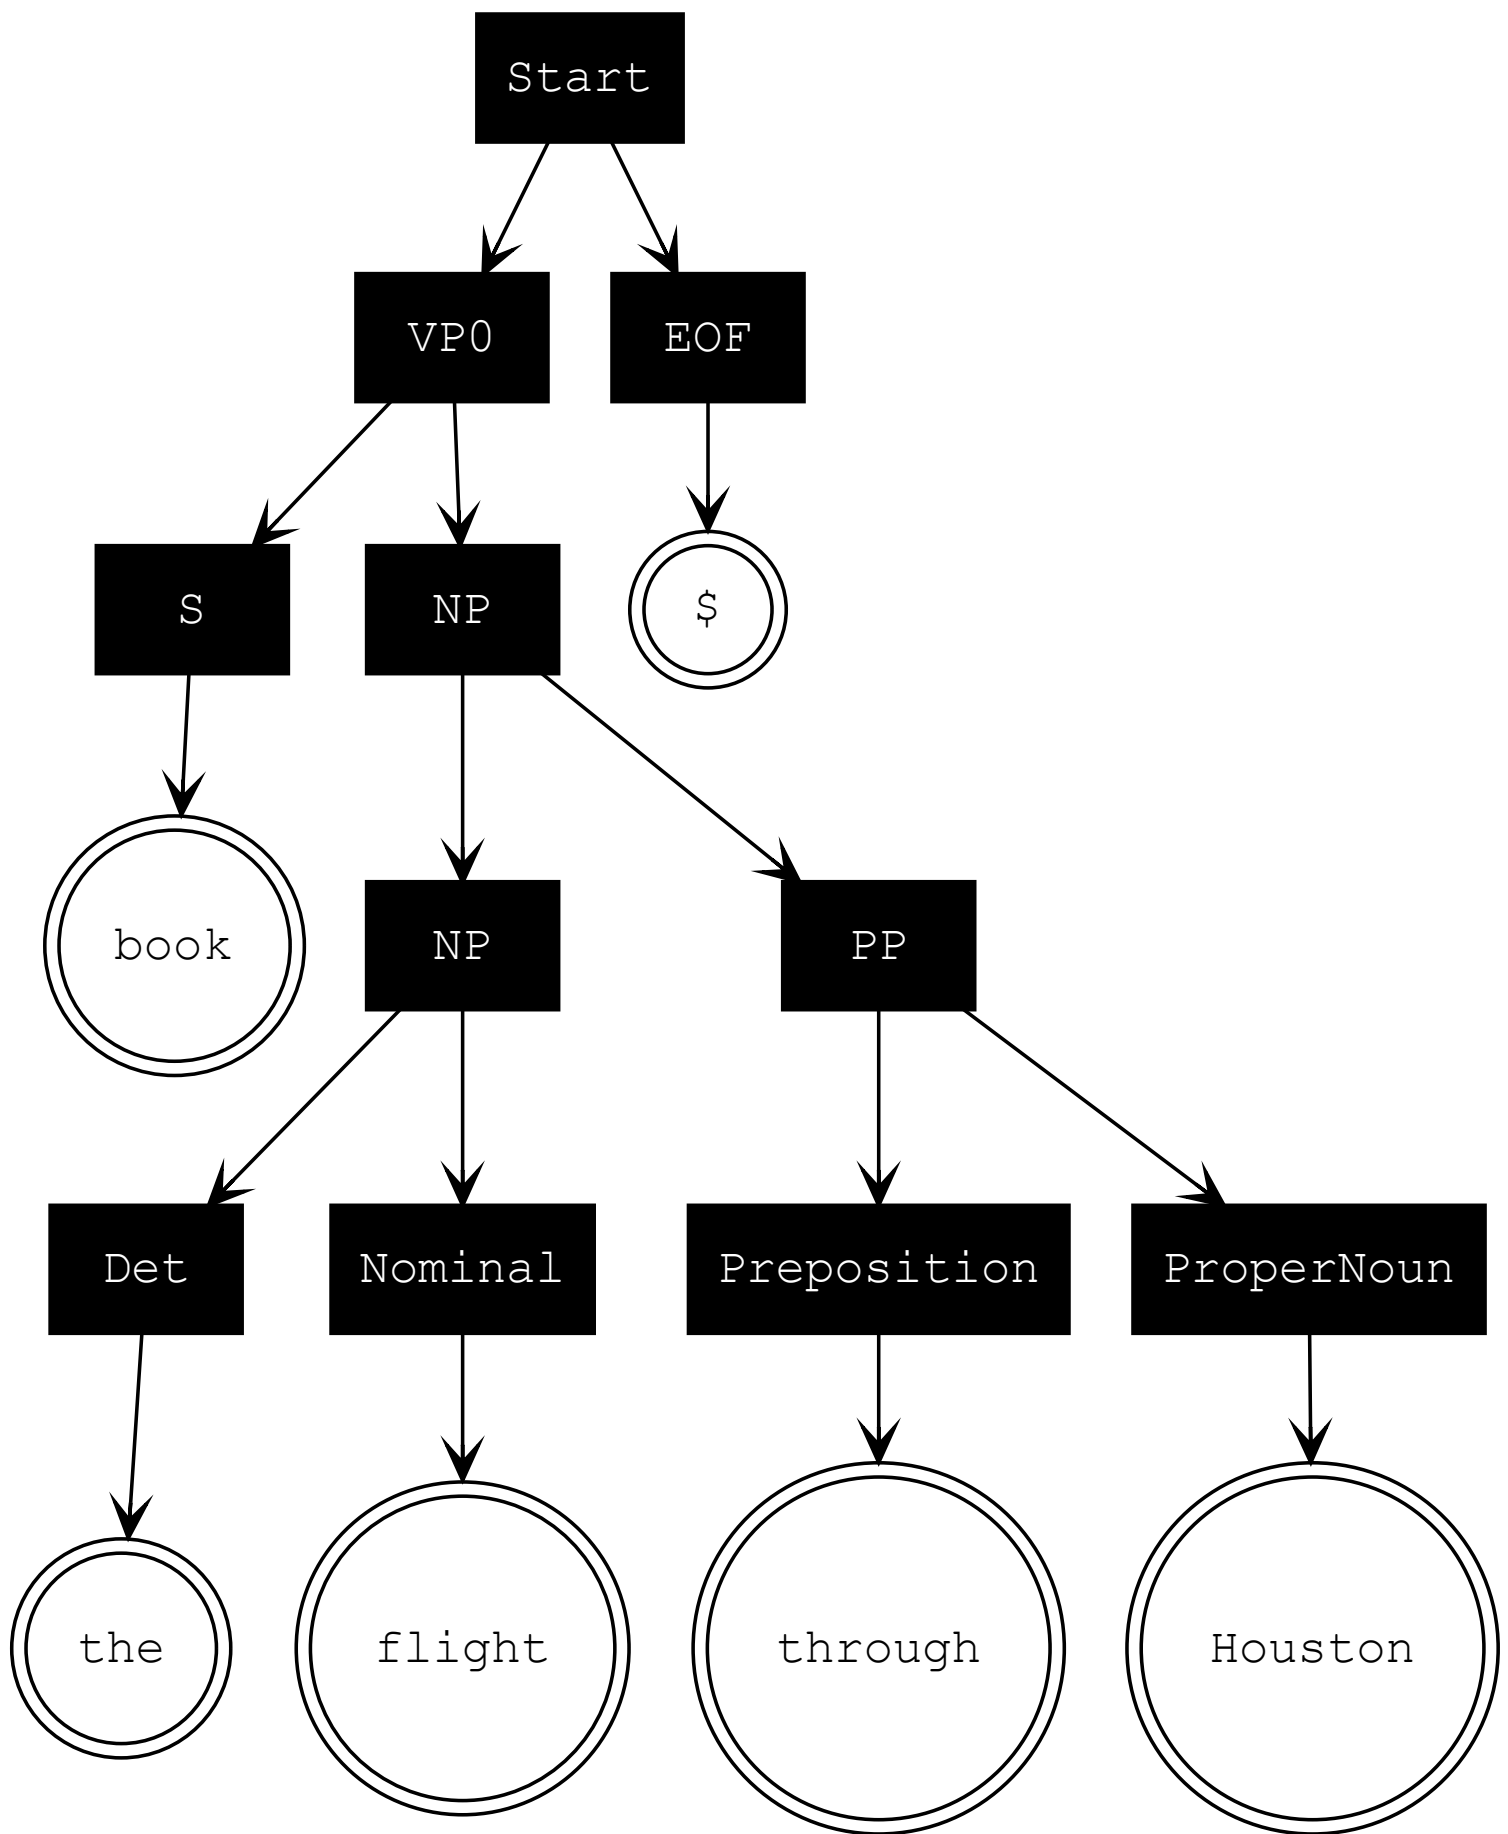 Start
VP0 EOF
S NP $
book NP PP
Det Nominal Preposition ProperNoun
the flight through Houston